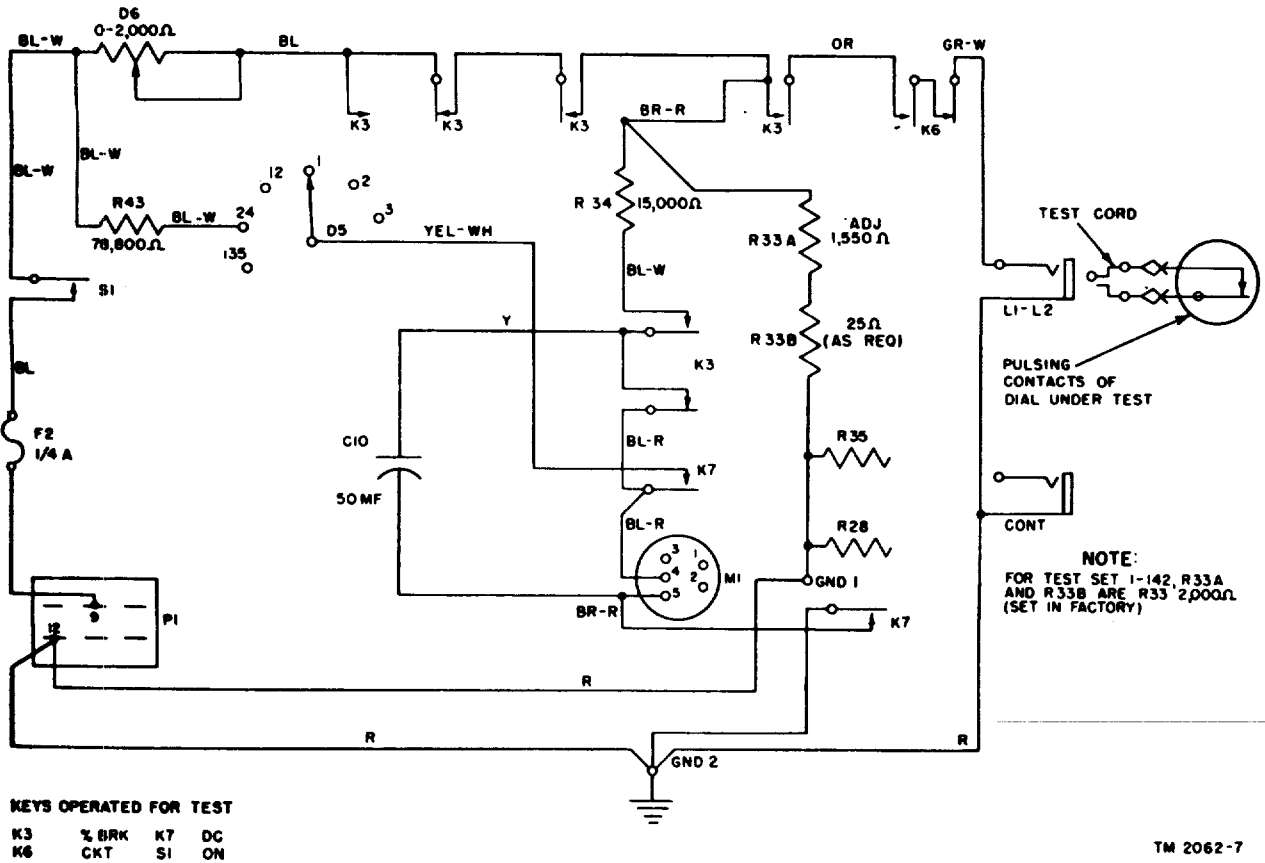 D6
0-2,000Ω
BL-W
BL
OR
GR-W
K3
K3
K3
K3
K6
BR-R
BL-W
BL-W
R43
78,800Ω
BL-W
24
12
1
2
3
135
D5
YEL-WH
R 34
15,000Ω
R33A
ADJ
1,550Ω
TEST CORD
S1
BL-W
Y
R33B
25Ω
(AS REQ)
L1-L2
K3
PULSING
CONTACTS OF
DIAL UNDER TEST
BL
F2
1/4 A
C10
50 MF
BL-R
K7
R35
BL-R
R28
CONT
3
1
4
2
5
M1
GND 1
NOTE:
FOR TEST SET I-142, R33A
AND R33B ARE R33 2,000Ω
(SET IN FACTORY)
BR-R
K7
9
12
P1
R
R
R
GND 2
KEYS OPERATED FOR TEST
K3 % BRK K7 DC
K6 CKT S1 ON
TM 2062-7